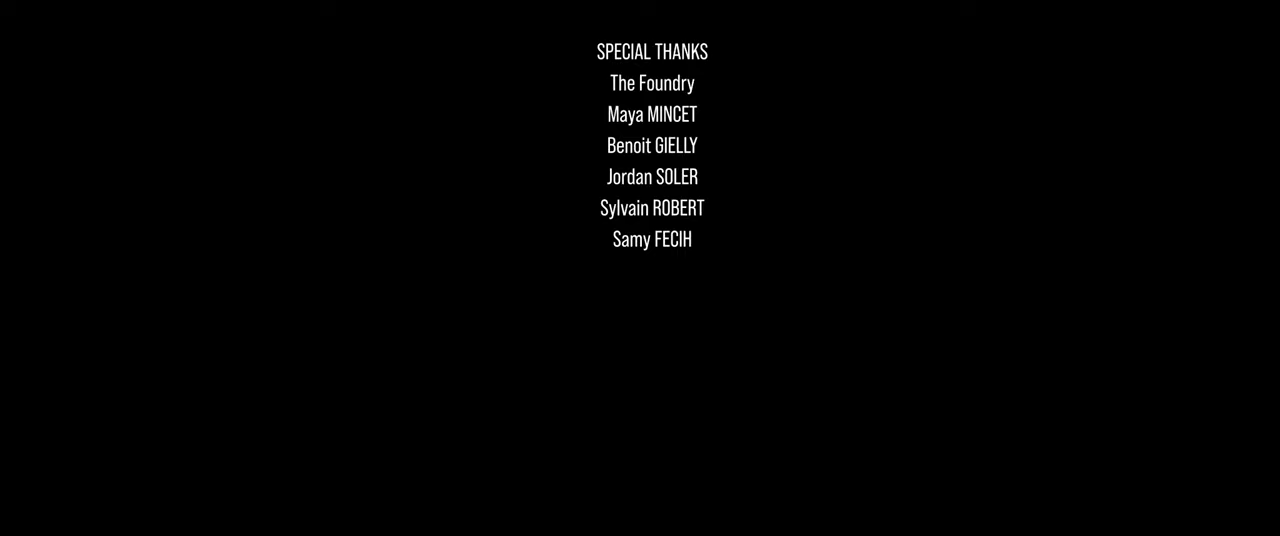 SPECIAL THANKS
The Foundry
Maya MINCET
Benoit GIELLY
Jordan SOLER
Sylvain ROBERT
Samy FECIH